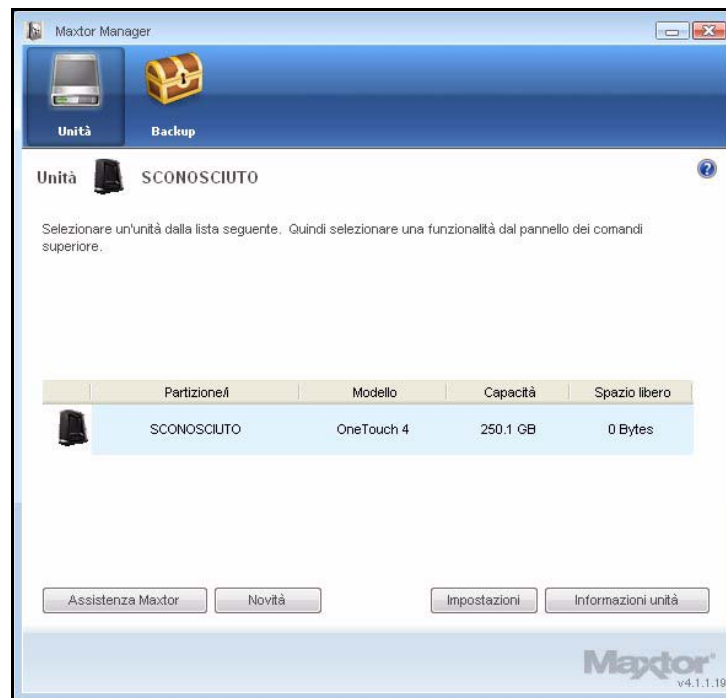 Maxtor Manager
Unità
Backup
Unità SCONOSCIUTO
Selezionare un'unità dalla lista seguente. Quindi selezionare una funzionalità dal pannello dei comandi
superiore.
Partizione/i Modello Capacità Spazio libero
SCONOSCIUTO OneTouch 4 250.1 GB 0 Bytes
Assistenza Maxtor Novità Impostazioni Informazioni unità
Maxtor
v4.1.1.19